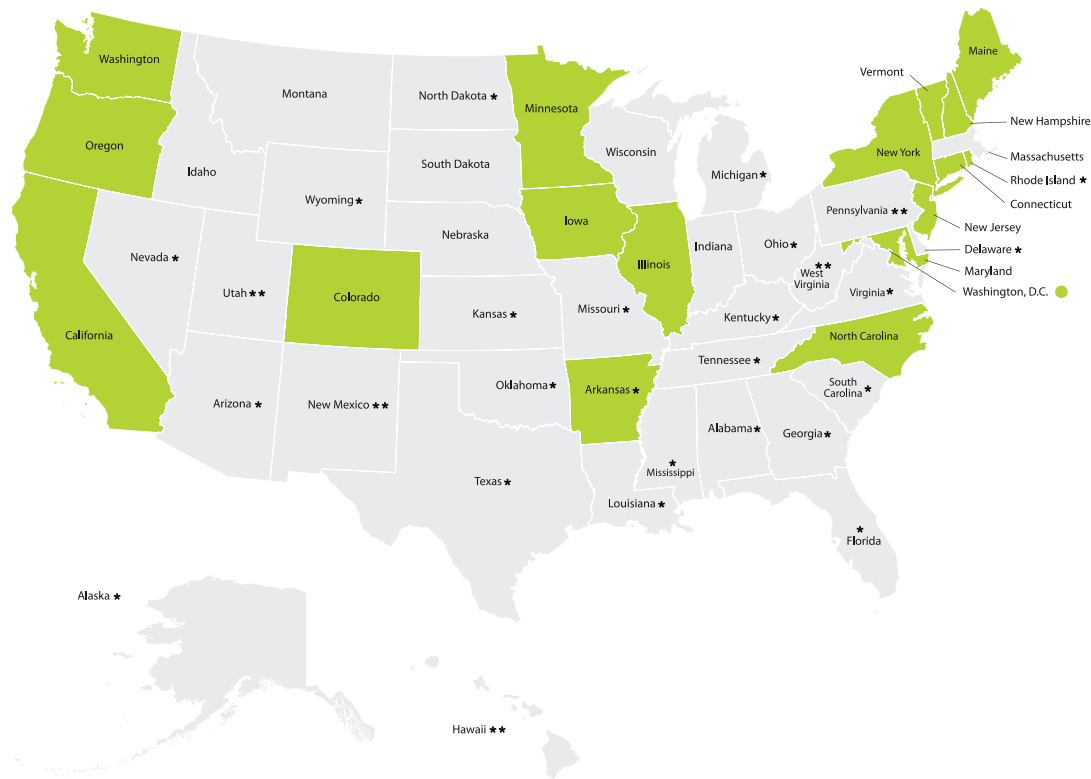 Washington
Montana
North Dakota *
Minnesota
Maine
Vermont
New Hampshire
Oregon
Idaho
South Dakota
Wisconsin
New York
Massachusetts
Michigan *
Rhode Island *
Wyoming *
Connecticut
Pennsylvania **
Iowa
New Jersey
Nebraska
Nevada *
Utah **
Illinois
Indiana
Ohio *
Delaware *
**
West
Virginia
Maryland
Washington, D.C.
Virginia *
Colorado
California
Kansas *
Missouri *
Kentucky *
North Carolina
Tennessee *
Oklahoma *
Arkansas *
South
Carolina *
Arizona *
New Mexico **
Alabama *
Georgia *
*
Mississippi
Texas *
Louisiana *
*
Florida
Alaska *
Hawaii **